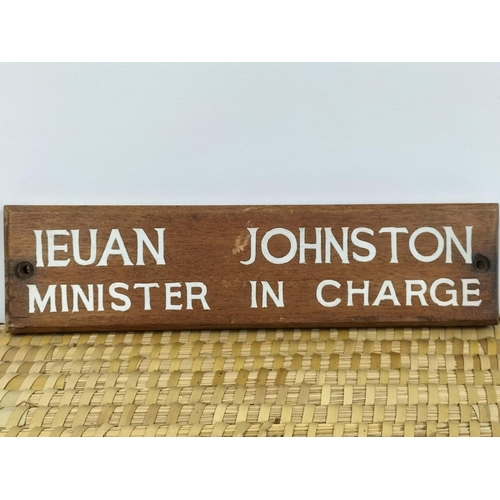 IEUAN JOHNSTON
MINISTER IN CHARGE